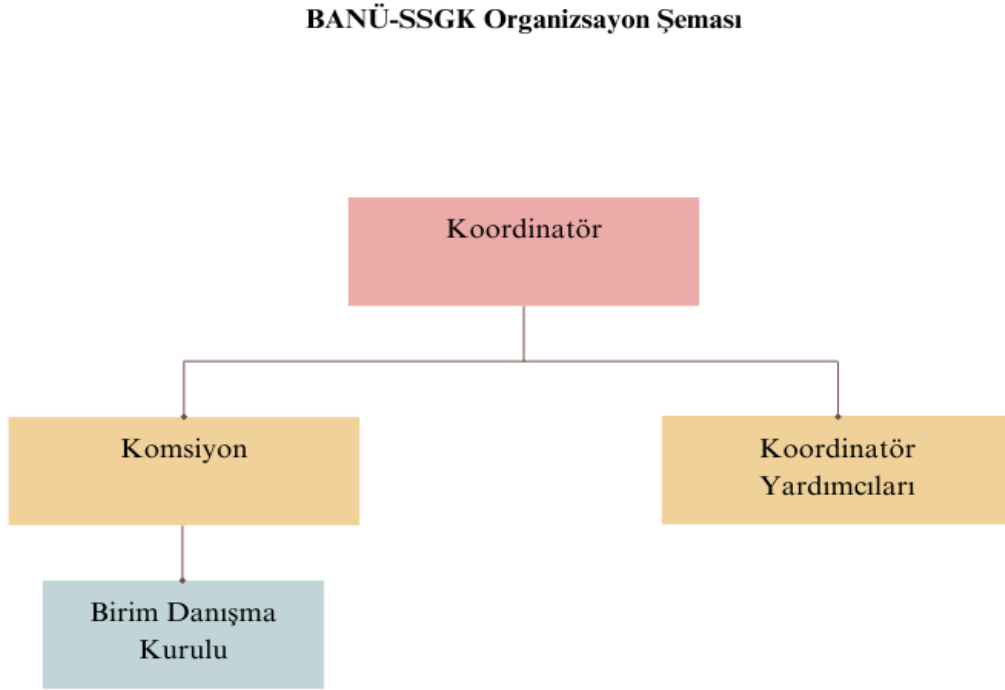 BANÜ-SSGK Organizsayon Şeması
Koordinatör
Komsiyon
Koordinatör
Yardımcıları
Birim Danışma
Kurulu